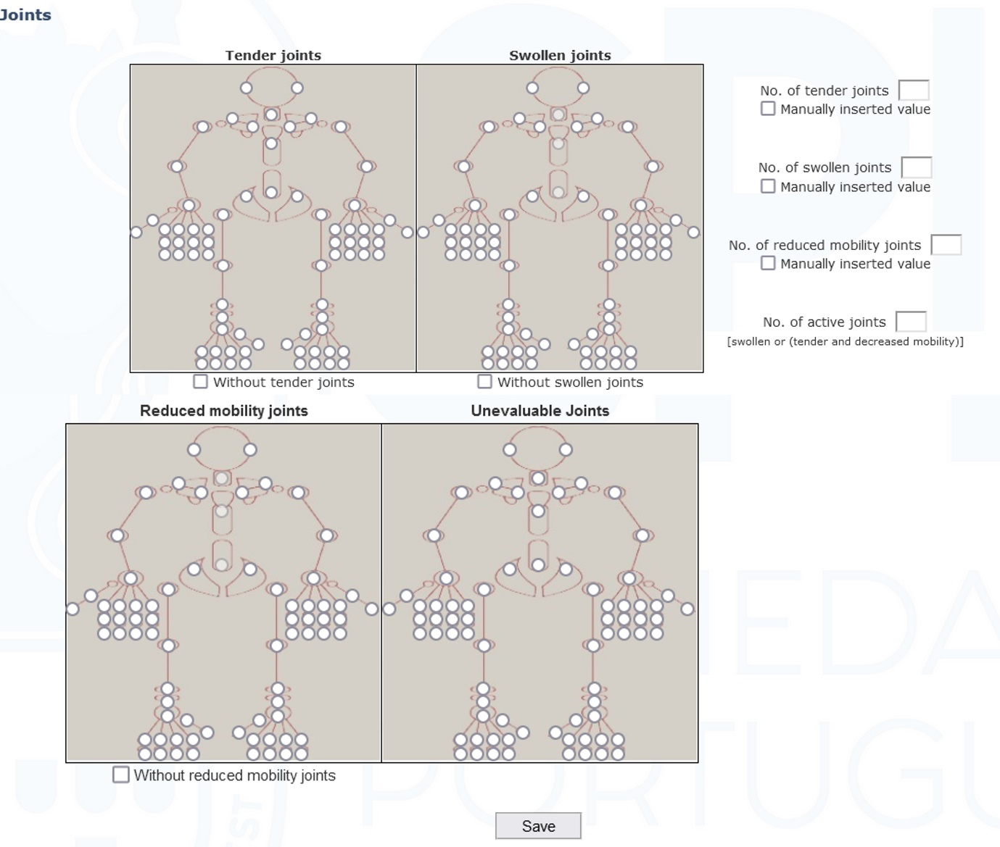 Joints
Tender joints
Swollen joints
No. of tender joints
Manually inserted value
No. of swollen joints
Manually inserted value
No. of reduced mobility joints
Manually inserted value
No. of active joints
[swollen or (tender and decreased mobility)]
Without tender joints
Without swollen joints
Reduced mobility joints
Unevaluable Joints
Without reduced mobility joints
Save